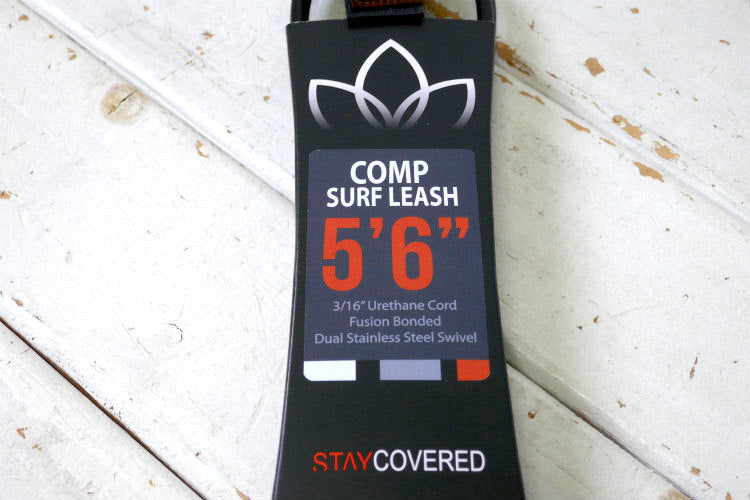 COMP
SURF LEASH
5’6”
3/16” Urethane Cord
Fusion Bonded
Dual Stainless Steel Swivel
STAYCOVERED